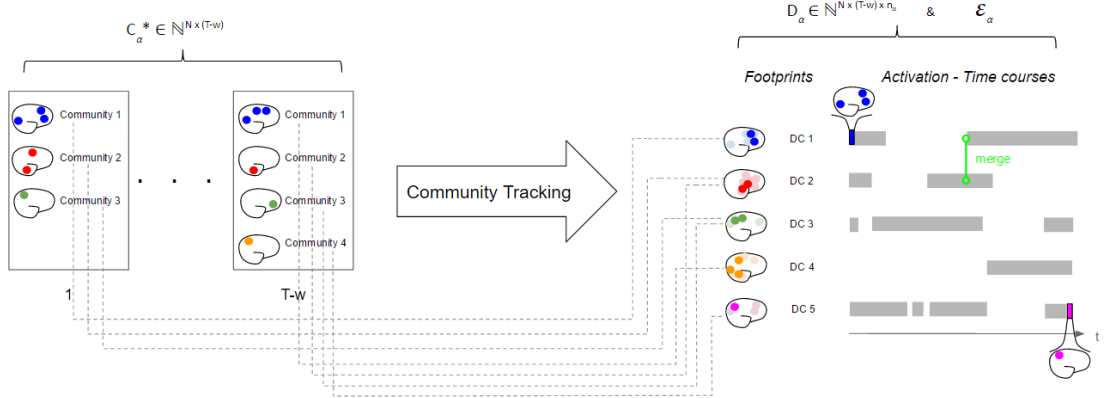 C_α* ∈ ℕ^{N x (T-w)}
D_α ∈ ℕ^{N x (T-w) x n_α} & ℰ_α
Footprints
Activation - Time courses
Community 1
Community 2
Community 3
1
. . .
Community 1
Community 2
Community 3
Community 4
T-w
Community Tracking
DC 1
DC 2
DC 3
DC 4
DC 5
merge
t